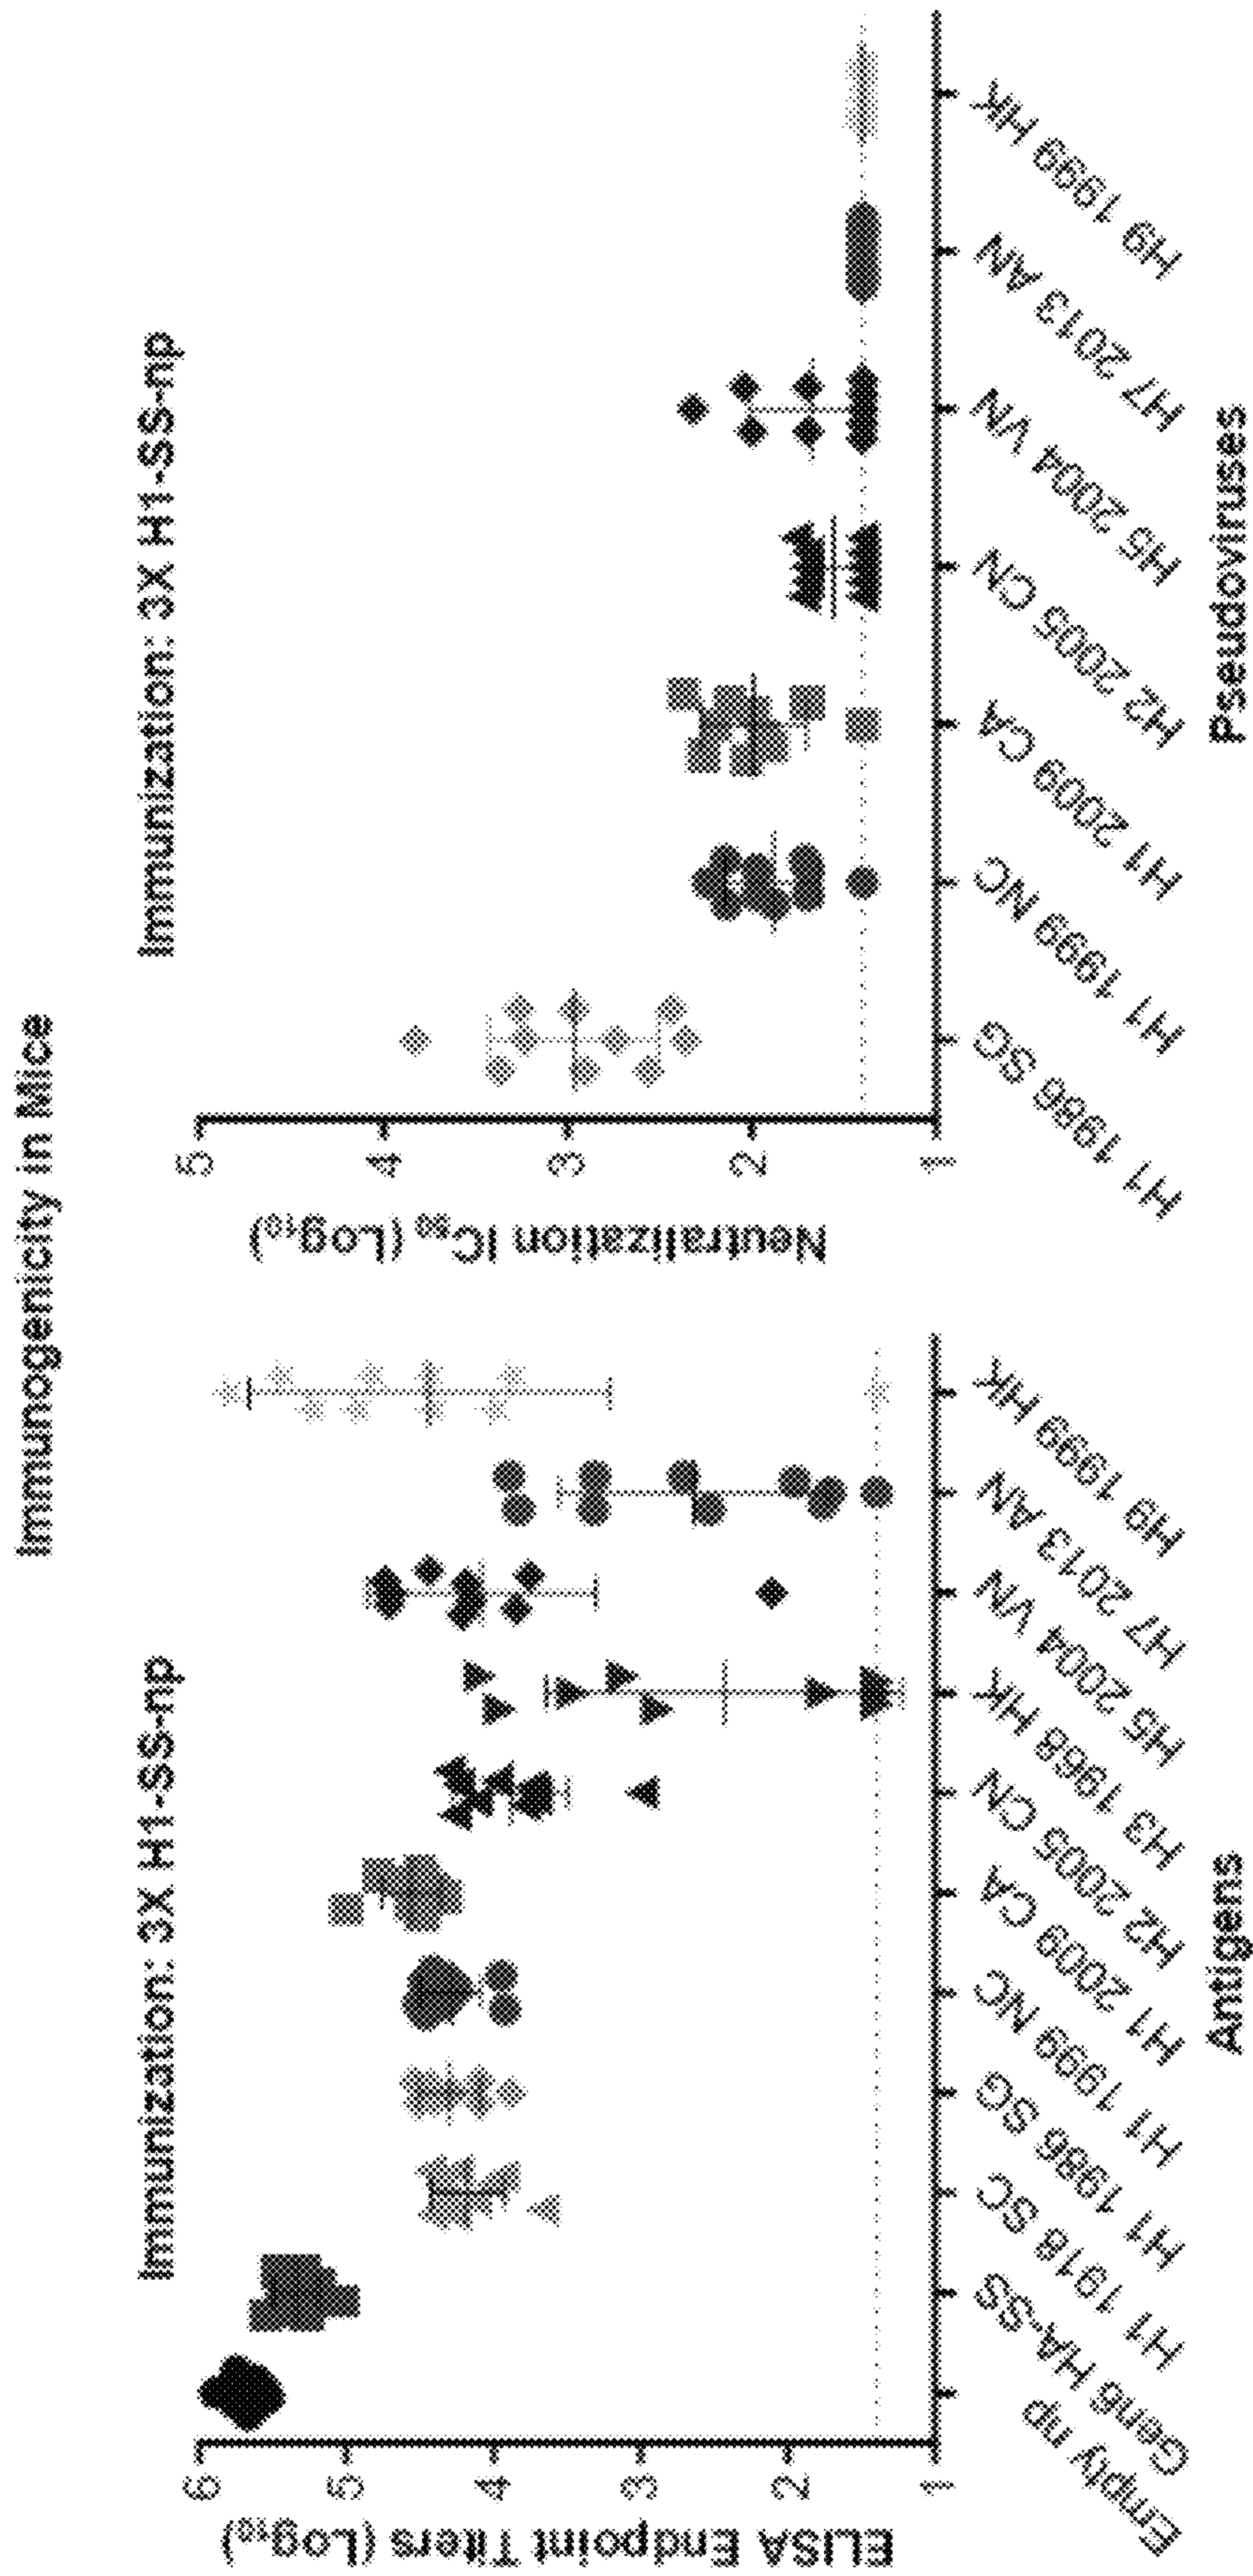 Immunogenicity in Mice
Immunization: 3X H1-SS-np
ELISA Endpoint Titers (Log10)
6
5
4
3
2
1
Empty np
Gen6 HA-SS
H1 1918 SC
H1 1986 SG
H1 1999 NC
H1 2009 CA
H2 2005 CN
H3 1968 HK
H5 2004 VN
H7 2013 AN
H9 1999 HK
Antigens
Immunization: 3X H1-SS-np
Neutralization IC50 (Log10)
5
4
3
2
1
H1 1986 SG
H1 1999 NC
H1 2009 CA
H2 2005 CN
H5 2004 VN
H7 2013 AN
H9 1999 HK
Pseudoviruses